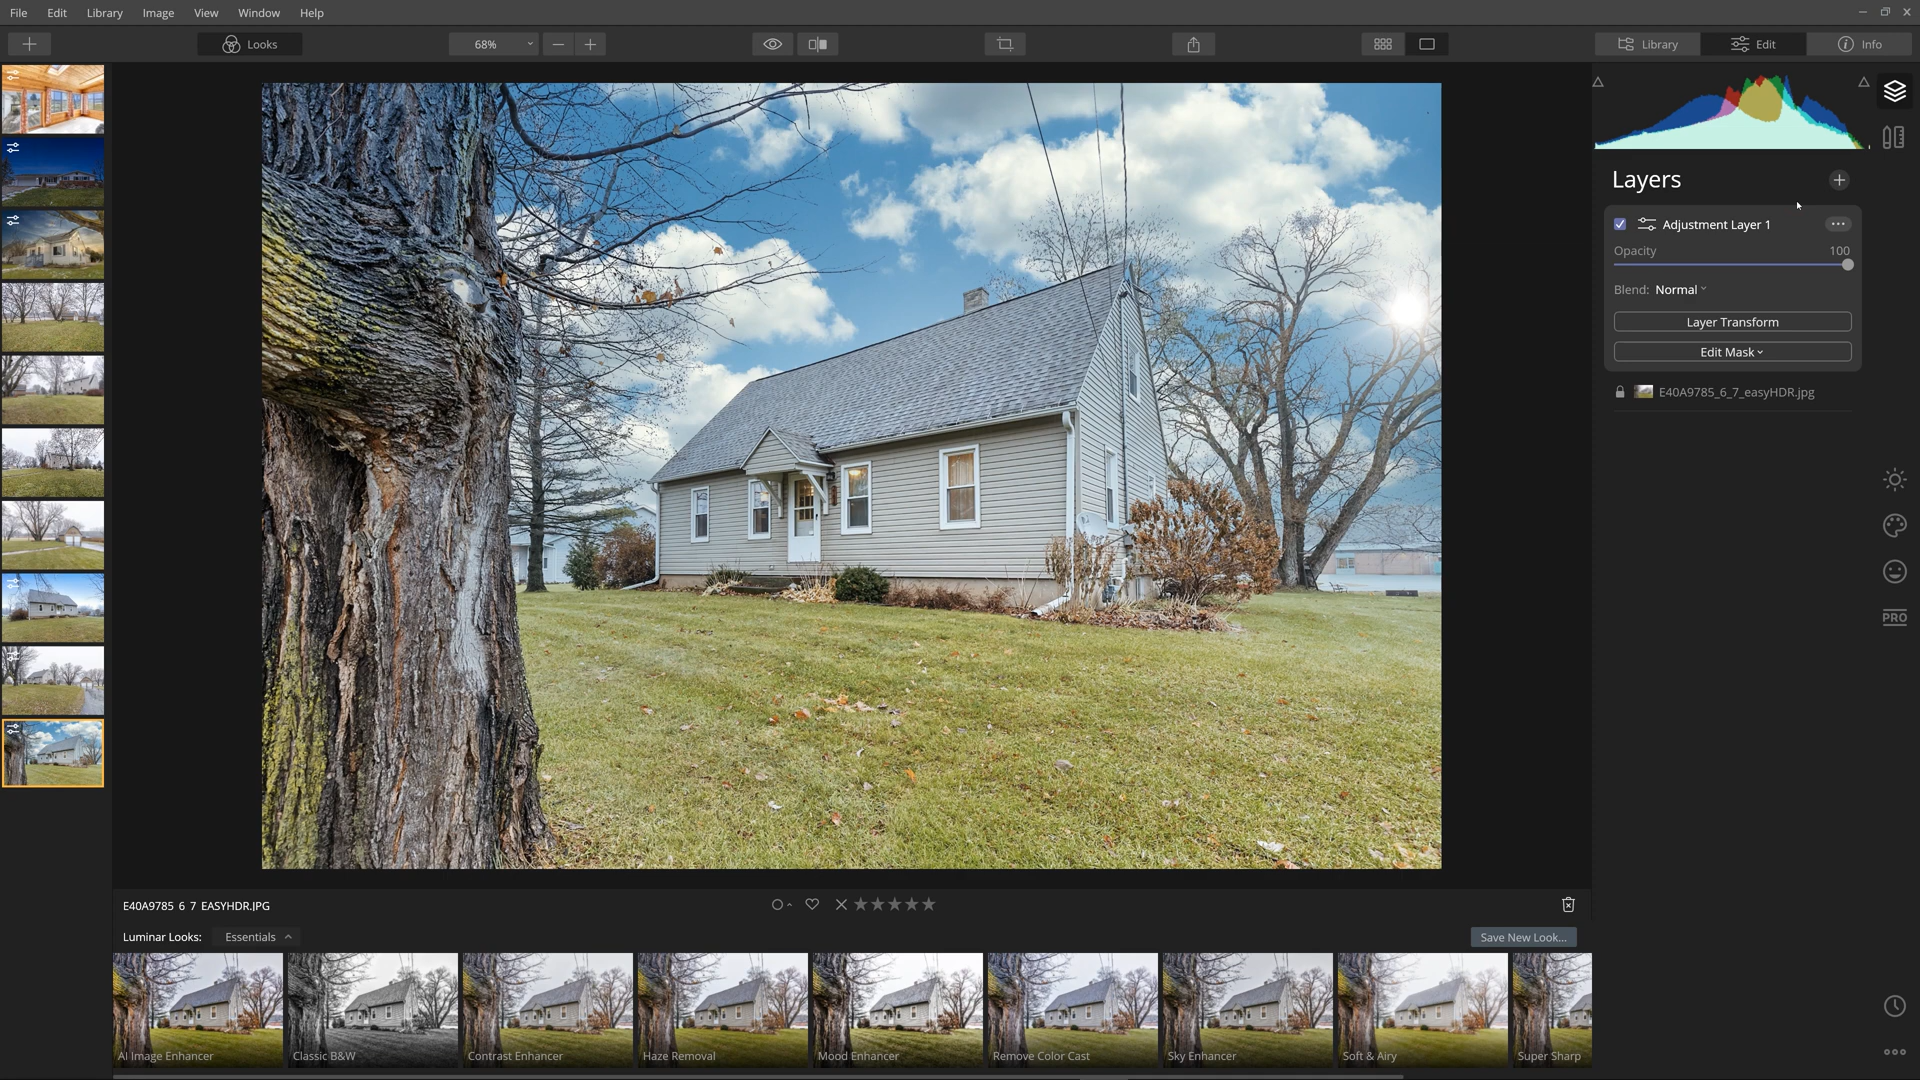 File Edit Library Image View Window Help
Looks 68% Library Edit Info
Layers
Adjustment Layer 1
Opacity 100
Blend: Normal
Layer Transform
Edit Mask
E40A9785_6_7_easyHDR.jpg
PRO
E40A9785 6 7 EASYHDR.JPG
Luminar Looks: Essentials Save New Look...
AI Image Enhancer Classic B&W Contrast Enhancer Haze Removal Mood Enhancer Remove Color Cast Sky Enhancer Soft & Airy Super Sharp